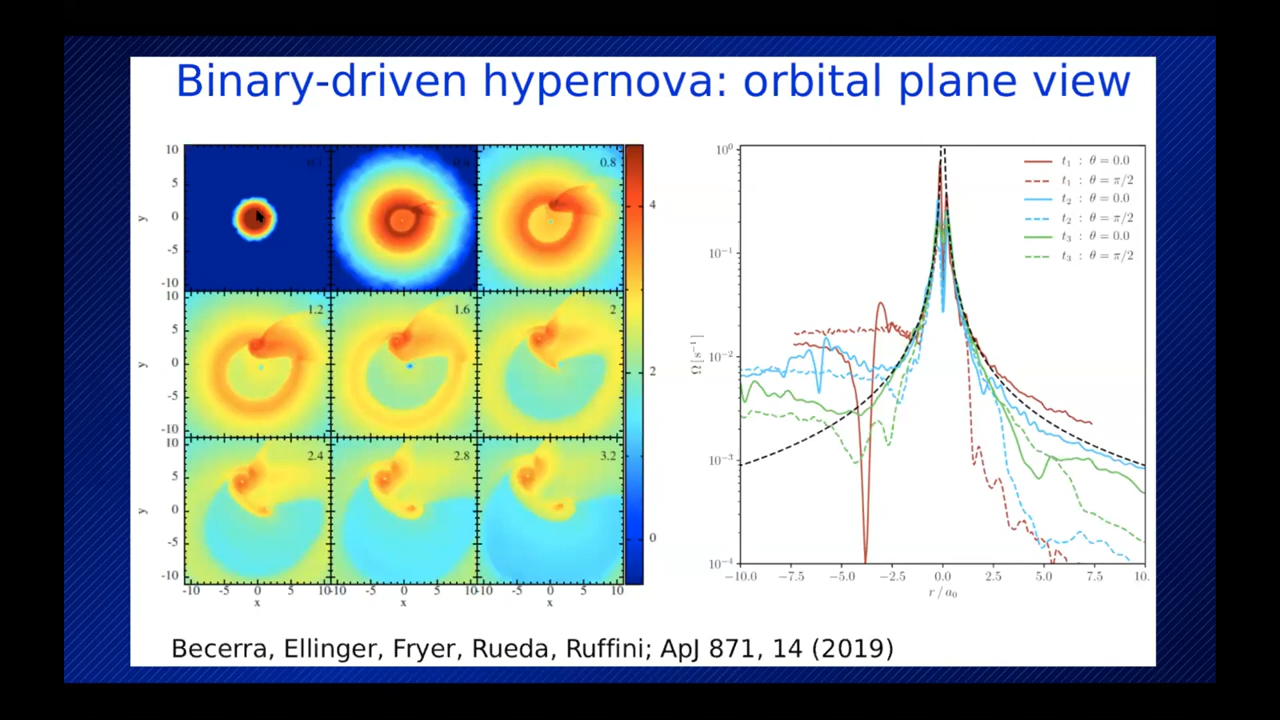 Binary-driven hypernova: orbital plane view
10
5
0
-5
-10
y
0.8
10
5
0
-5
-10
y
1.2
1.6
2
10
5
0
-5
-10
y
2.4
2.8
3.2
-10 -5 0 5 10 -10 -5 0 5 10 -10 -5 0 5 10
x x x
4
2
0
10⁰
10⁻¹
10⁻²
10⁻³
10⁻⁴
Ω [s⁻¹]
t₁ : θ = 0.0
t₁ : θ = π/2
t₂ : θ = 0.0
t₂ : θ = π/2
t₃ : θ = 0.0
t₃ : θ = π/2
−10.0 −7.5 −5.0 −2.5 0.0 2.5 5.0 7.5 10.
r / a₀
Becerra, Ellinger, Fryer, Rueda, Ruffini; ApJ 871, 14 (2019)